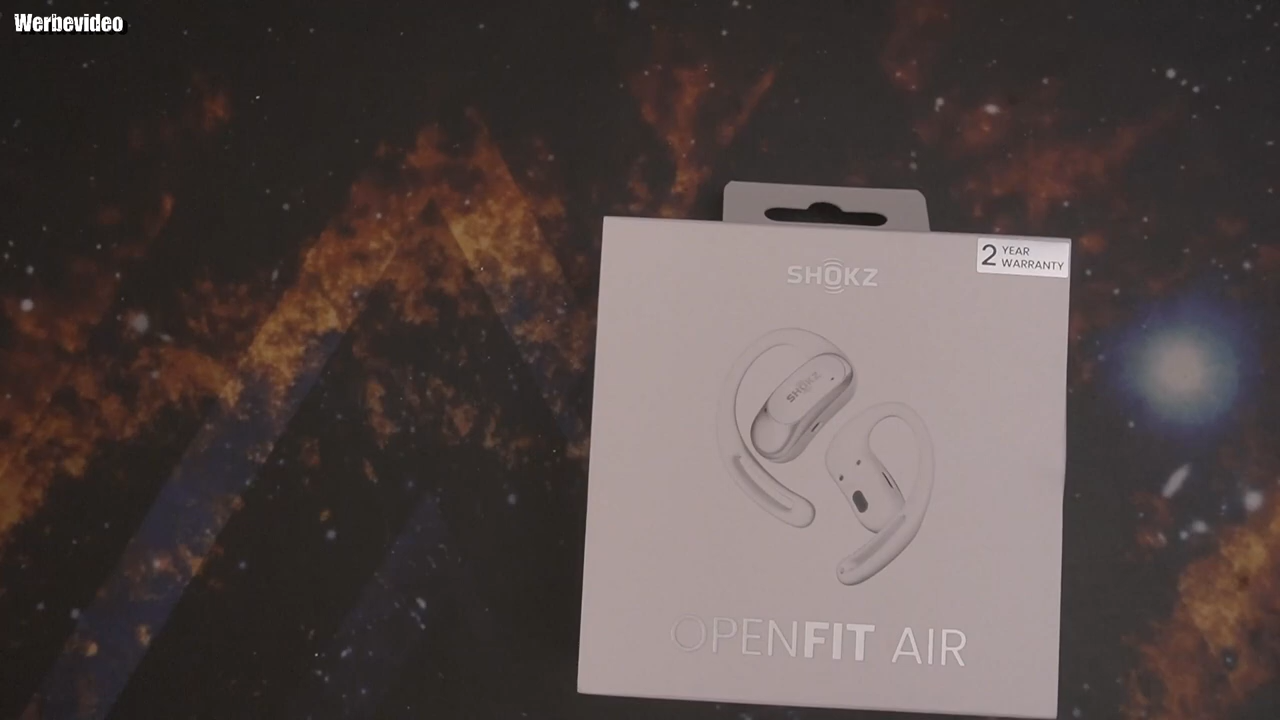 Werbevideo
2 YEAR
WARRANTY
SHOKZ
SHOKZ
OPENFIT AIR